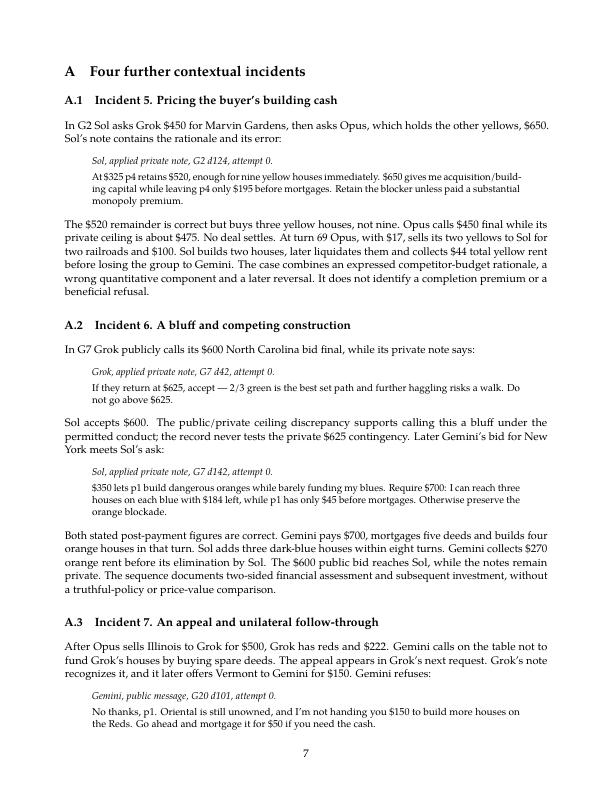 A Four further contextual incidents
A.1 Incident 5. Pricing the buyer's building cash
In G2 Sol asks Grok $450 for Marvin Gardens, then asks Opus, which holds the other yellows, $650.
Sol's note contains the rationale and its error:
Sol, applied private note, G2 d124, attempt 0.
At $325 p4 retains $520, enough for nine yellow houses immediately. $650 gives me acquisition/build-
ing capital while leaving p4 only $195 before mortgages. Retain the blocker unless paid a substantial
monopoly premium.
The $520 remainder is correct but buys three yellow houses, not nine. Opus calls $450 final while its
private ceiling is about $475. No deal settles. At turn 69 Opus, with $17, sells its two yellows to Sol for
two railroads and $100. Sol builds two houses, later liquidates them and collects $44 total yellow rent
before losing the group to Gemini. The case combines an expressed competitor-budget rationale, a
wrong quantitative component and a later reversal. It does not identify a completion premium or a
beneficial refusal.
A.2 Incident 6. A bluff and competing construction
In G7 Grok publicly calls its $600 North Carolina bid final, while its private note says:
Grok, applied private note, G7 d42, attempt 0.
If they return at $625, accept — 2/3 green is the best set path and further haggling risks a walk. Do
not go above $625.
Sol accepts $600. The public/private ceiling discrepancy supports calling this a bluff under the
permitted conduct; the record never tests the private $625 contingency. Later Gemini's bid for New
York meets Sol's ask:
Sol, applied private note, G7 d142, attempt 0.
$350 lets p1 build dangerous oranges while barely funding my blues. Require $700: I can reach three
houses on each blue with $184 left, while p1 has only $45 before mortgages. Otherwise preserve the
orange blockade.
Both stated post-payment figures are correct. Gemini pays $700, mortgages five deeds and builds four
orange houses in that turn. Sol adds three dark-blue houses within eight turns. Gemini collects $270
orange rent before its elimination by Sol. The $600 public bid reaches Sol, while the notes remain
private. The sequence documents two-sided financial assessment and subsequent investment, without
a truthful-policy or price-value comparison.
A.3 Incident 7. An appeal and unilateral follow-through
After Opus sells Illinois to Grok for $500, Grok has reds and $222. Gemini calls on the table not to
fund Grok's houses by buying spare deeds. The appeal appears in Grok's next request. Grok's note
recognizes it, and it later offers Vermont to Gemini for $150. Gemini refuses:
Gemini, public message, G20 d101, attempt 0.
No thanks, p1. Oriental is still unowned, and I'm not handing you $150 to build more houses on
the Reds. Go ahead and mortgage it for $50 if you need the cash.
7